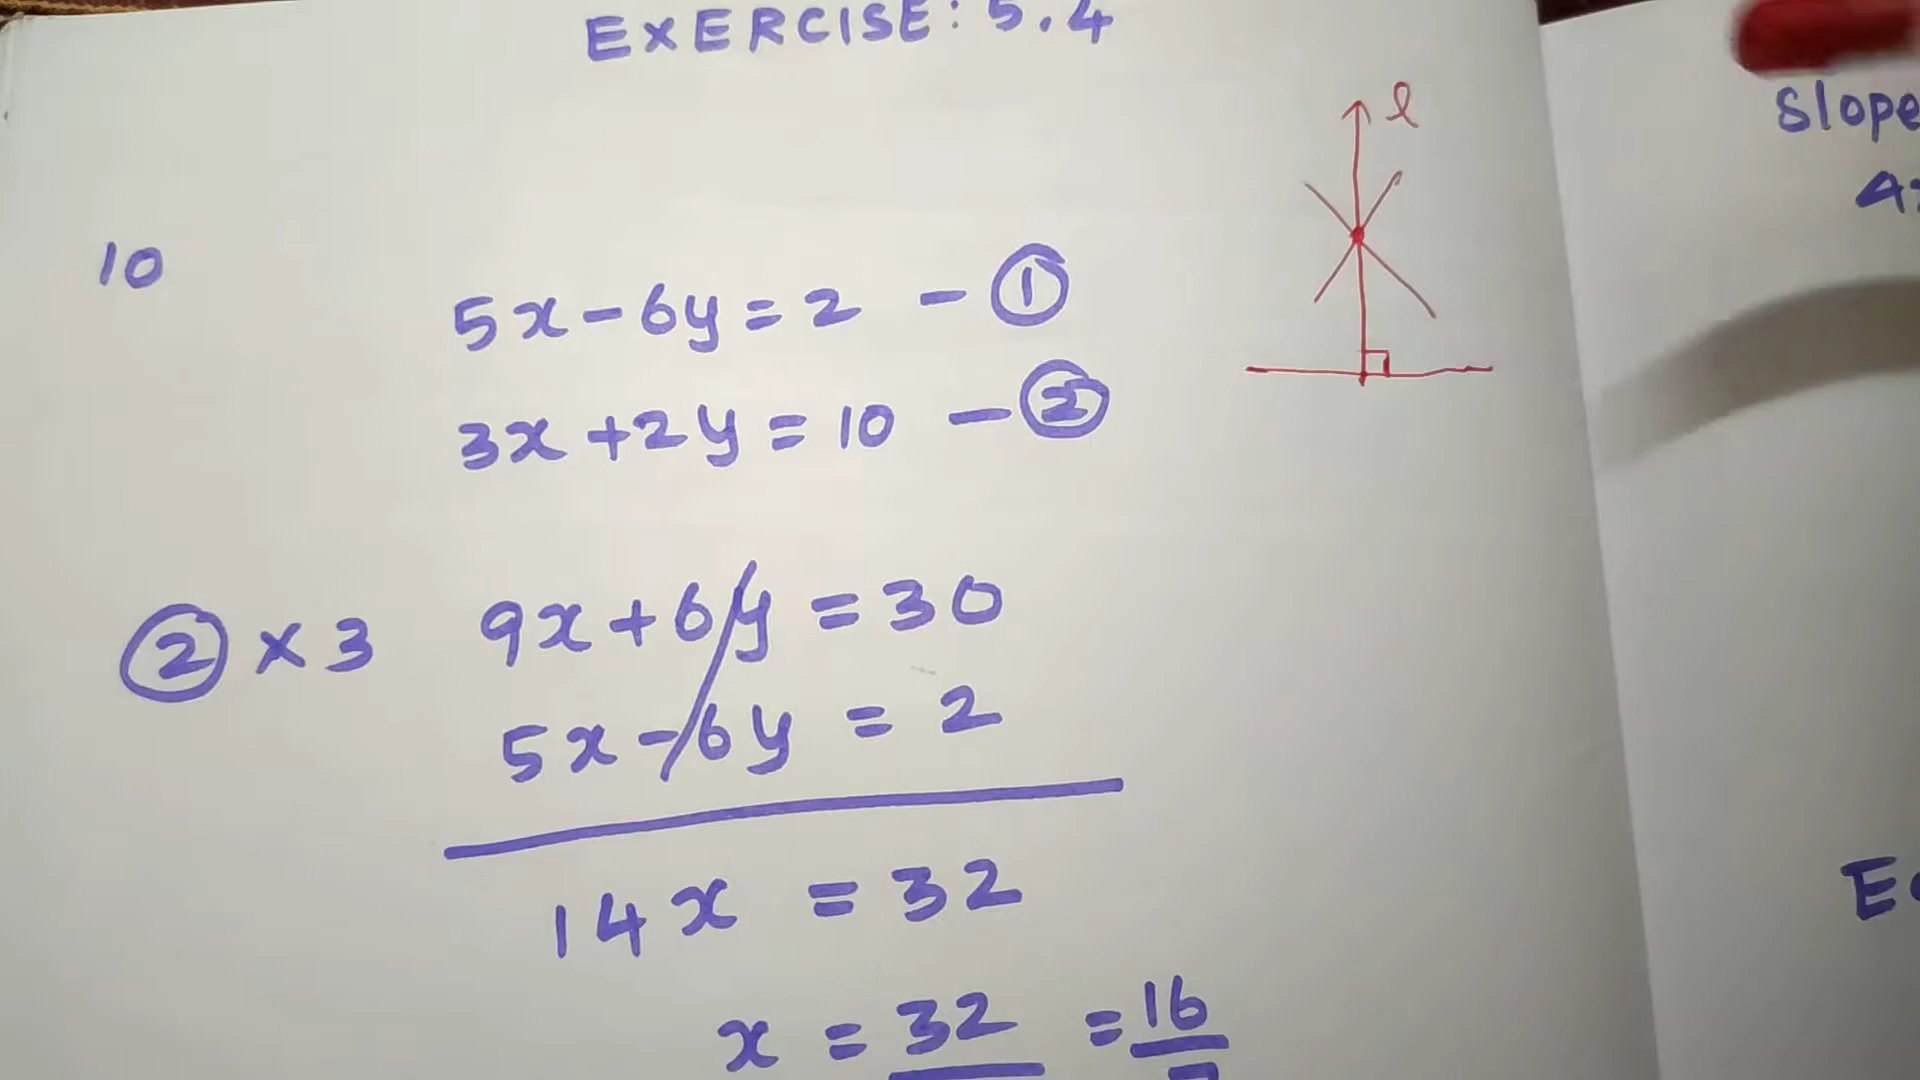 EXERCISE: 5.4
l
10
5x - 6y = 2 - ①
3x + 2y = 10 - ②
② × 3 9x + 6y = 30
5x - 6y = 2
14x = 32
x = 32 = 16
Slope